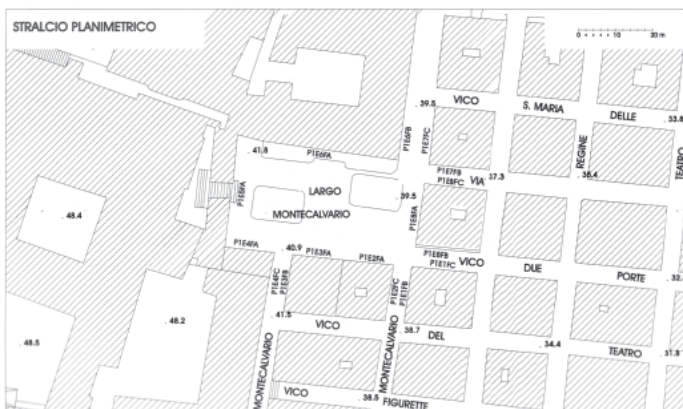 STRALCIO PLANIMETRICO
0 10 20 m
39.5
VICO
S. MARIA
DELLE
33.8
P1E6FB
P1E7FC
REGINE
TEATRO
41.8
P1E6FA
P1E7FB
P1E8FC
VIA
37.3
35.4
P1E5FA
LARGO
MONTECALVARIO
39.5
P1E8FA
48.4
P1E4FA
40.9
P1E3FA
P1E2FA
P1E8FB
P1E1FC
VICO
DUE
PORTE
P1E4FC
P1E3FB
P1E2FC
P1E1FB
41.5
VICO
38.7
DEL
34.4
TEATRO
31.8
48.2
48.5
MONTECALVARIO
MONTECALVARIO
VICO
38.5
FIGURETTE